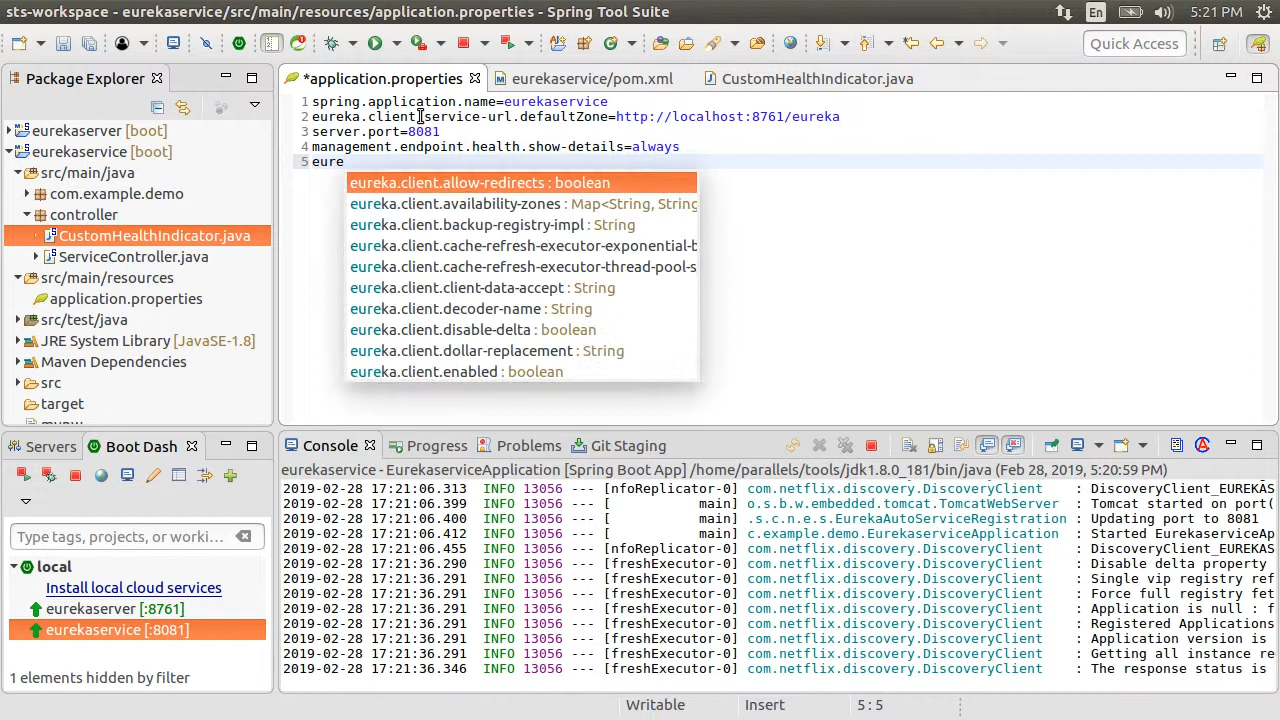 sts-workspace - eurekaservice/src/main/resources/application.properties - Spring Tool Suite
En
5:21 PM
Quick Access
Package Explorer
eurekaserver [boot]
eurekaservice [boot]
src/main/java
com.example.demo
controller
CustomHealthIndicator.java
ServiceController.java
src/main/resources
application.properties
src/test/java
JRE System Library [JavaSE-1.8]
Maven Dependencies
src
target
mvnw
*application.properties
eurekaservice/pom.xml
CustomHealthIndicator.java
1 spring.application.name=eurekaservice
2 eureka.client.service-url.defaultZone=http://localhost:8761/eureka
3 server.port=8081
4 management.endpoint.health.show-details=always
5 eure
eureka.client.allow-redirects : boolean
eureka.client.availability-zones : Map<String, String
eureka.client.backup-registry-impl : String
eureka.client.cache-refresh-executor-exponential-b
eureka.client.cache-refresh-executor-thread-pool-s
eureka.client.client-data-accept : String
eureka.client.decoder-name : String
eureka.client.disable-delta : boolean
eureka.client.dollar-replacement : String
eureka.client.enabled : boolean
Servers
Boot Dash
Type tags, projects, or worki...
local
Install local cloud services
eurekaserver [:8761]
eurekaservice [:8081]
1 elements hidden by filter
Console
Progress
Problems
Git Staging
eurekaservice - EurekaserviceApplication [Spring Boot App] /home/parallels/tools/jdk1.8.0_181/bin/java (Feb 28, 2019, 5:20:59 PM)
2019-02-28 17:21:06.313 INFO 13056 --- [nfoReplicator-0] com.netflix.discovery.DiscoveryClient : DiscoveryClient_EUREKAS
2019-02-28 17:21:06.399 INFO 13056 --- [ main] o.s.b.w.embedded.tomcat.TomcatWebServer : Tomcat started on port(
2019-02-28 17:21:06.400 INFO 13056 --- [ main] .s.c.n.e.s.EurekaAutoServiceRegistration : Updating port to 8081
2019-02-28 17:21:06.412 INFO 13056 --- [ main] c.example.demo.EurekaserviceApplication : Started EurekaserviceAp
2019-02-28 17:21:06.455 INFO 13056 --- [nfoReplicator-0] com.netflix.discovery.DiscoveryClient : DiscoveryClient_EUREKAS
2019-02-28 17:21:36.290 INFO 13056 --- [freshExecutor-0] com.netflix.discovery.DiscoveryClient : Disable delta property
2019-02-28 17:21:36.291 INFO 13056 --- [freshExecutor-0] com.netflix.discovery.DiscoveryClient : Single vip registry ref
2019-02-28 17:21:36.291 INFO 13056 --- [freshExecutor-0] com.netflix.discovery.DiscoveryClient : Force full registry fet
2019-02-28 17:21:36.291 INFO 13056 --- [freshExecutor-0] com.netflix.discovery.DiscoveryClient : Application is null : f
2019-02-28 17:21:36.291 INFO 13056 --- [freshExecutor-0] com.netflix.discovery.DiscoveryClient : Registered Applications
2019-02-28 17:21:36.291 INFO 13056 --- [freshExecutor-0] com.netflix.discovery.DiscoveryClient : Application version is
2019-02-28 17:21:36.291 INFO 13056 --- [freshExecutor-0] com.netflix.discovery.DiscoveryClient : Getting all instance re
2019-02-28 17:21:36.346 INFO 13056 --- [freshExecutor-0] com.netflix.discovery.DiscoveryClient : The response status is
Writable
Insert
5 : 5